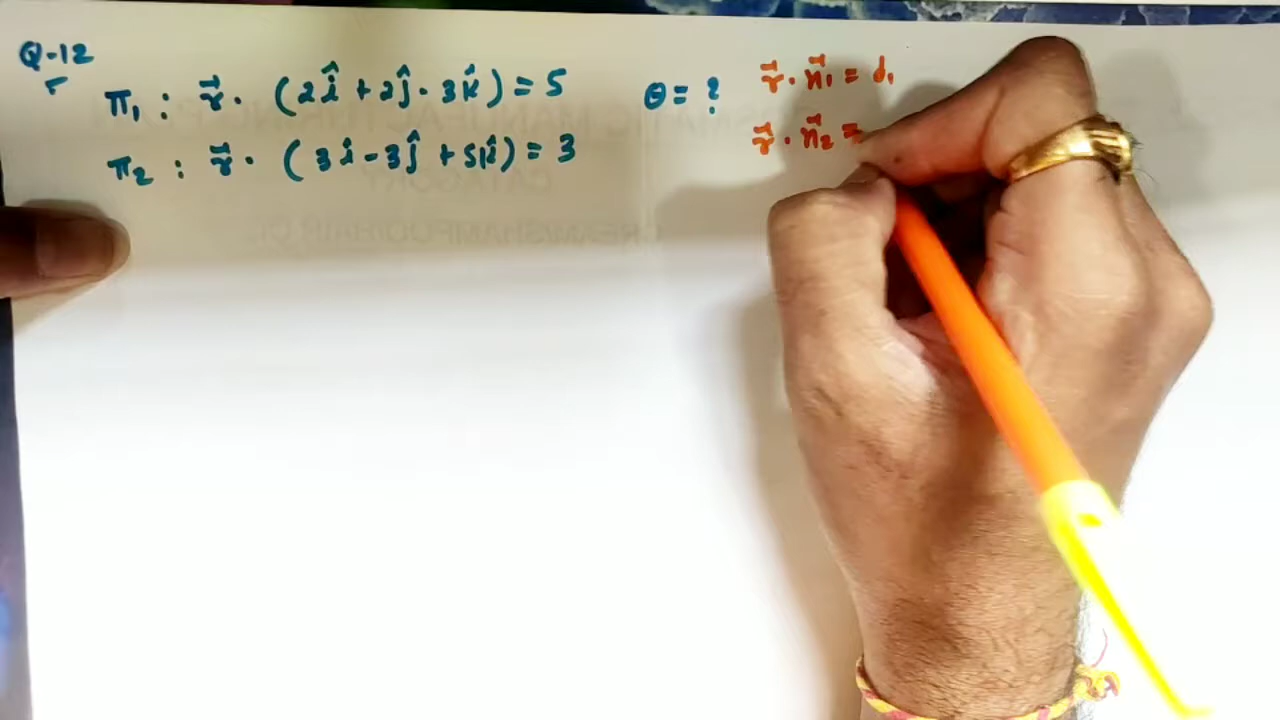 Q-12
π₁ : r⃗ · (2î + 2ĵ - 3k̂) = 5
π₂ : r⃗ · (3î - 3ĵ + 5k̂) = 3
θ = ?
r⃗ · n⃗₁ = d₁
r⃗ · n⃗₂ =